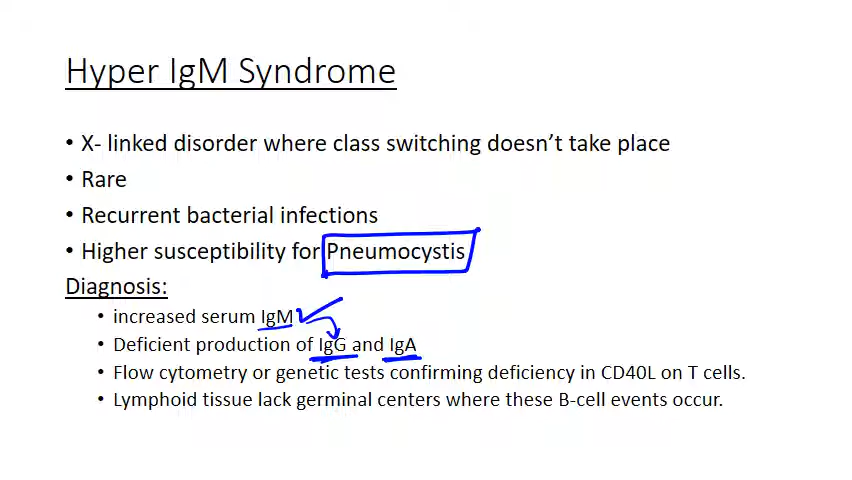 Hyper IgM Syndrome
• X- linked disorder where class switching doesn’t take place
• Rare
• Recurrent bacterial infections
• Higher susceptibility for Pneumocystis
Diagnosis:
• increased serum IgM
• Deficient production of IgG and IgA
• Flow cytometry or genetic tests confirming deficiency in CD40L on T cells.
• Lymphoid tissue lack germinal centers where these B-cell events occur.